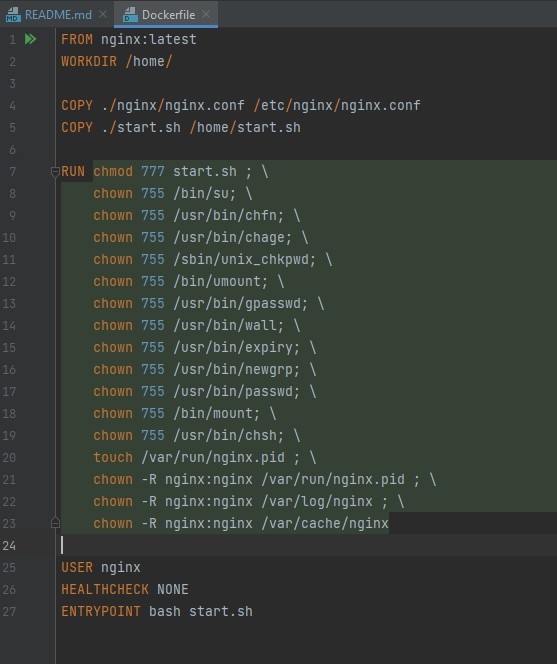 README.md Dockerfile
1 FROM nginx:latest
2 WORKDIR /home/
3
4 COPY ./nginx/nginx.conf /etc/nginx/nginx.conf
5 COPY ./start.sh /home/start.sh
6
7 RUN chmod 777 start.sh ; \
8 chown 755 /bin/su; \
9 chown 755 /usr/bin/chfn; \
10 chown 755 /usr/bin/chage; \
11 chown 755 /sbin/unix_chkpwd; \
12 chown 755 /bin/umount; \
13 chown 755 /usr/bin/gpasswd; \
14 chown 755 /usr/bin/wall; \
15 chown 755 /usr/bin/expiry; \
16 chown 755 /usr/bin/newgrp; \
17 chown 755 /usr/bin/passwd; \
18 chown 755 /bin/mount; \
19 chown 755 /usr/bin/chsh; \
20 touch /var/run/nginx.pid ; \
21 chown -R nginx:nginx /var/run/nginx.pid ; \
22 chown -R nginx:nginx /var/log/nginx ; \
23 chown -R nginx:nginx /var/cache/nginx
24
25 USER nginx
26 HEALTHCHECK NONE
27 ENTRYPOINT bash start.sh